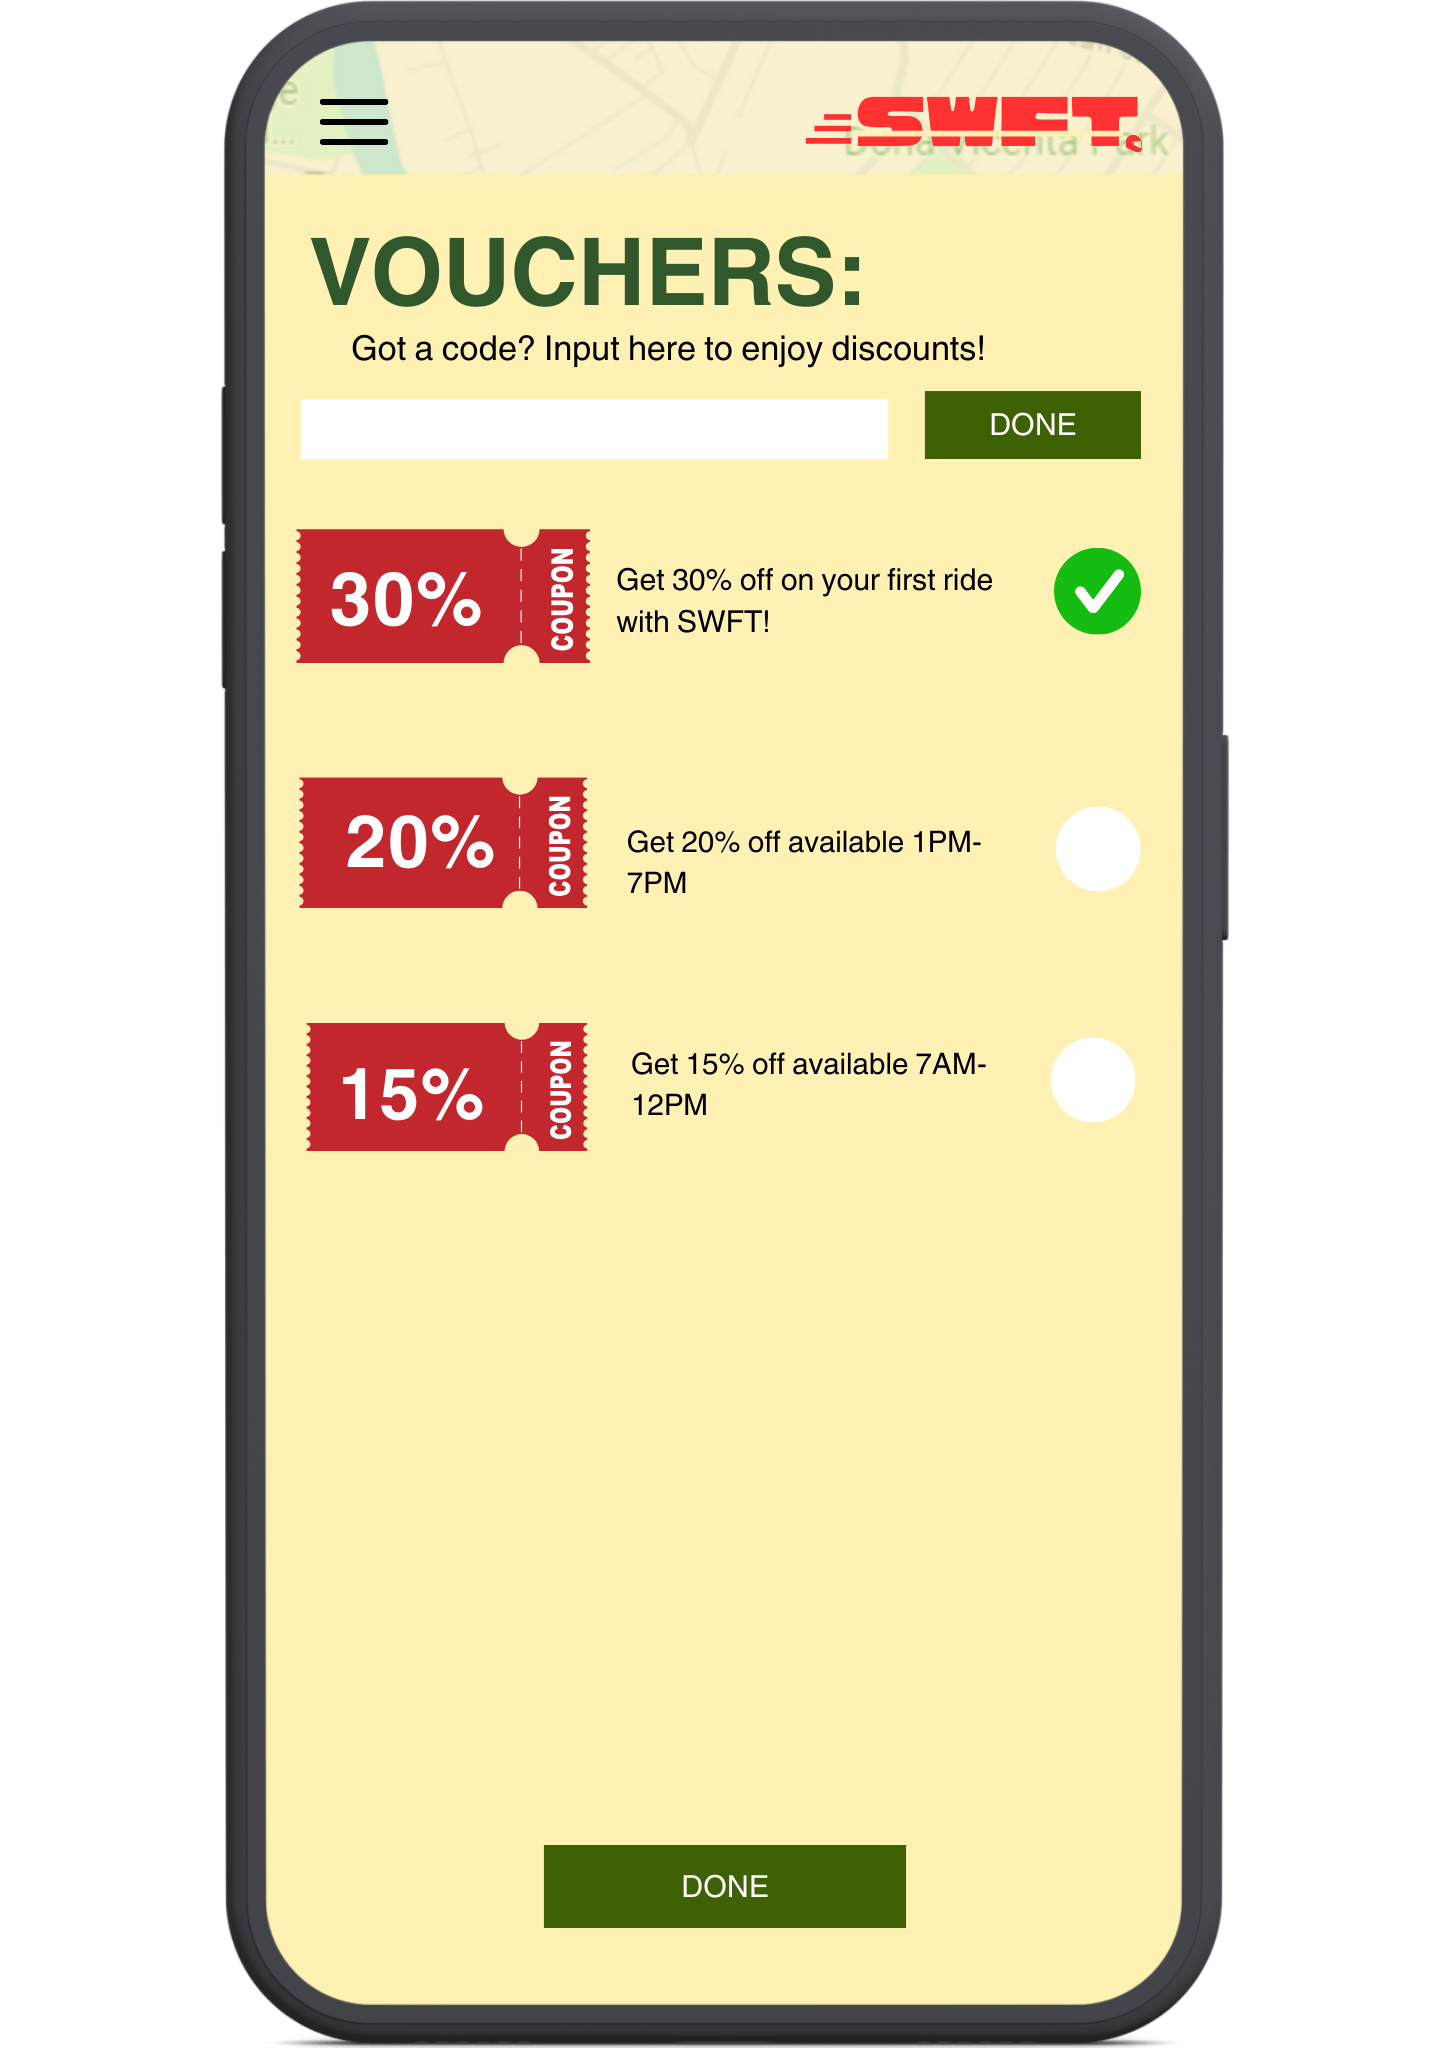 e
...
SWFT.
VOUCHERS:
Got a code? Input here to enjoy discounts!
DONE
30%
COUPON
Get 30% off on your first ride
with SWFT!
20%
COUPON
Get 20% off available 1PM-
7PM
15%
COUPON
Get 15% off available 7AM-
12PM
DONE